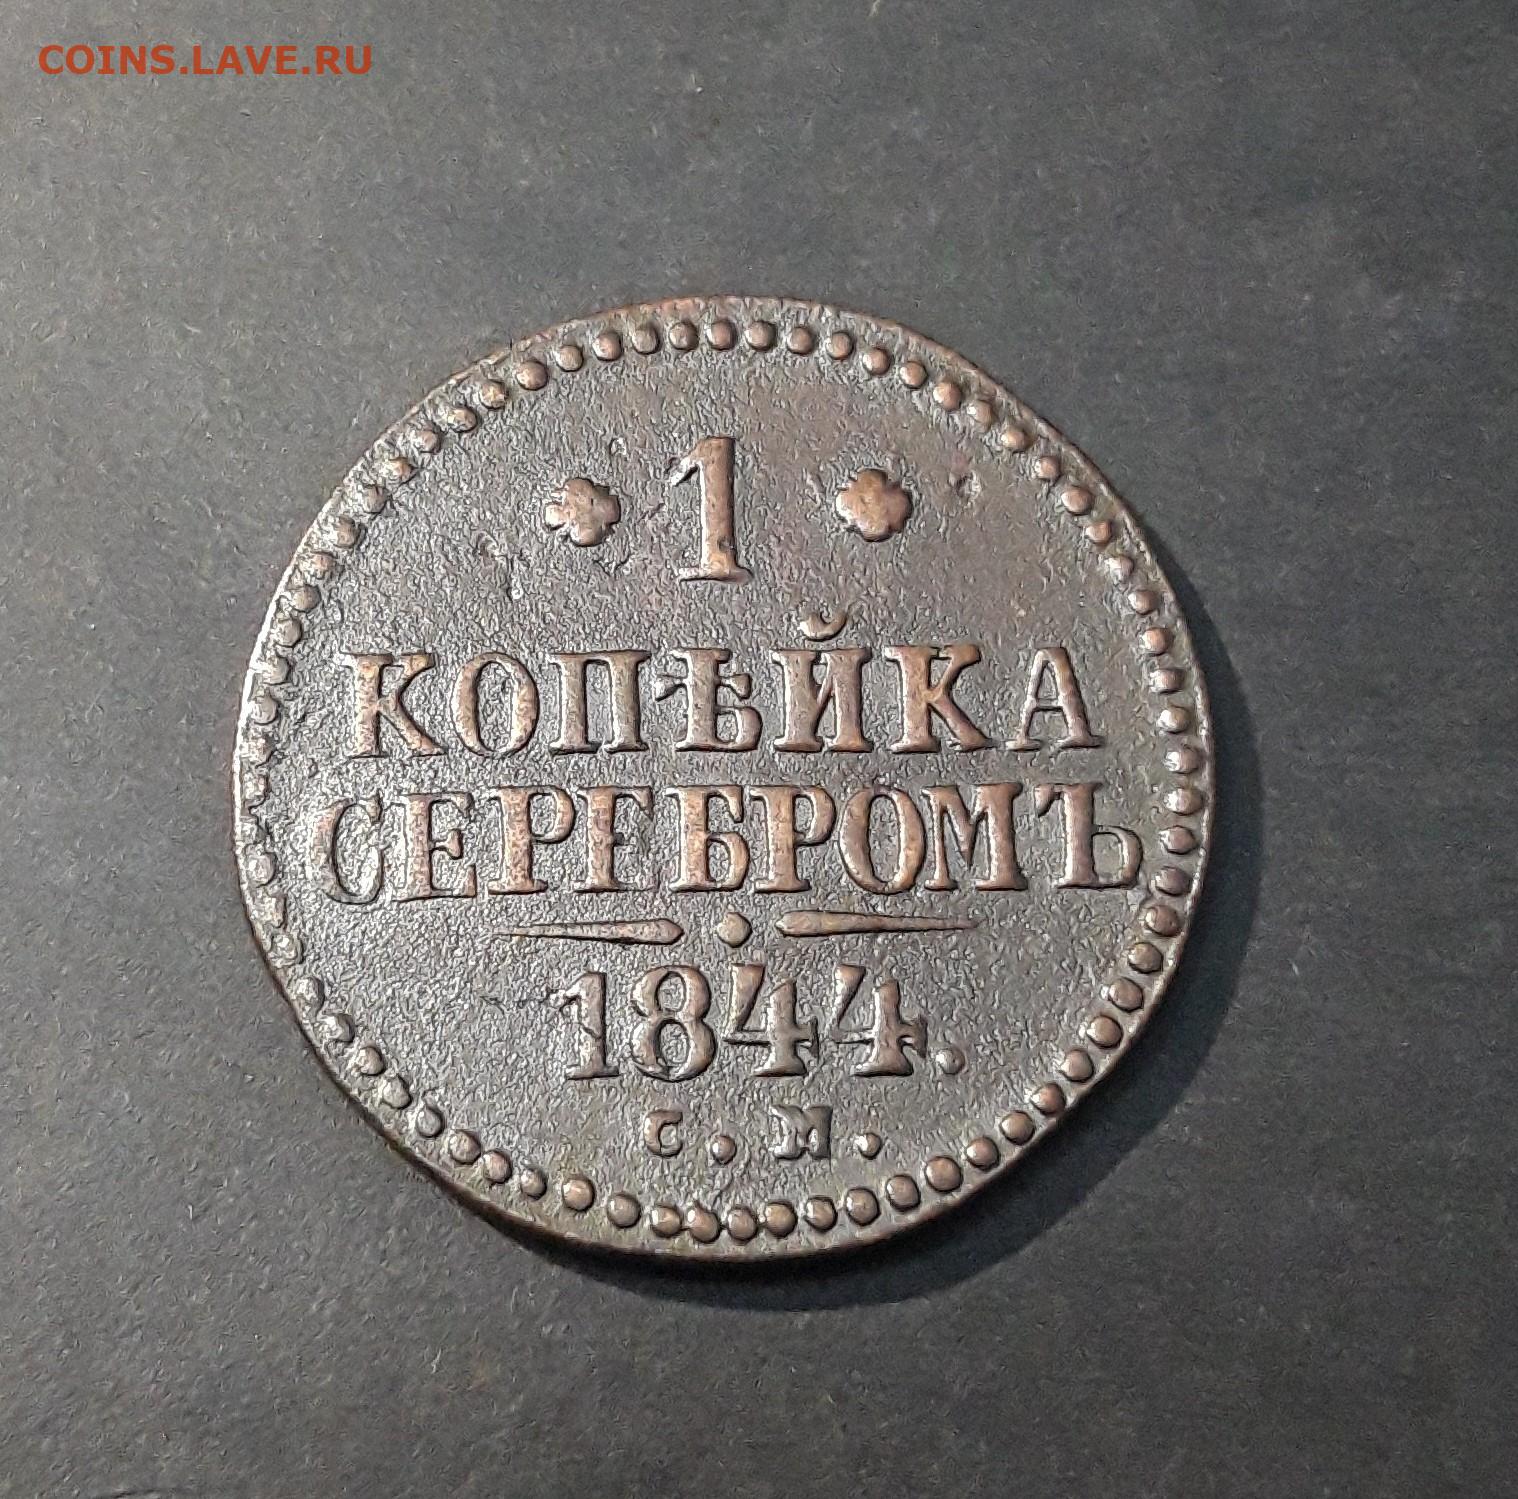 COINS.LAVE.RU
1
КОПѢЙКА
СЕРЕБРОМЪ
1844.
С. М.